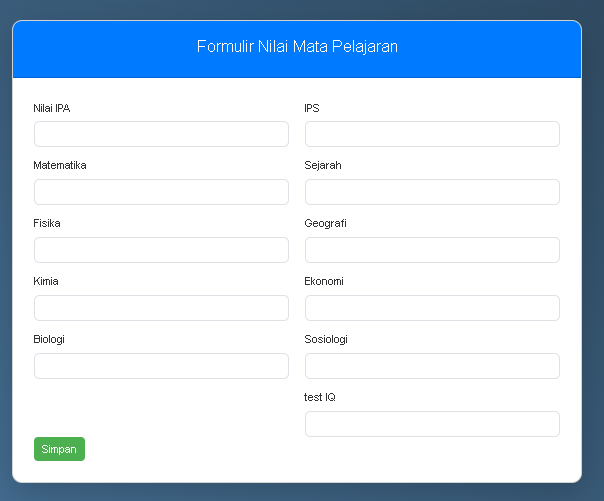 Formulir Nilai Mata Pelajaran
Nilai IPA
IPS
Matematika
Sejarah
Fisika
Geografi
Kimia
Ekonomi
Biologi
Sosiologi
test IQ
Simpan